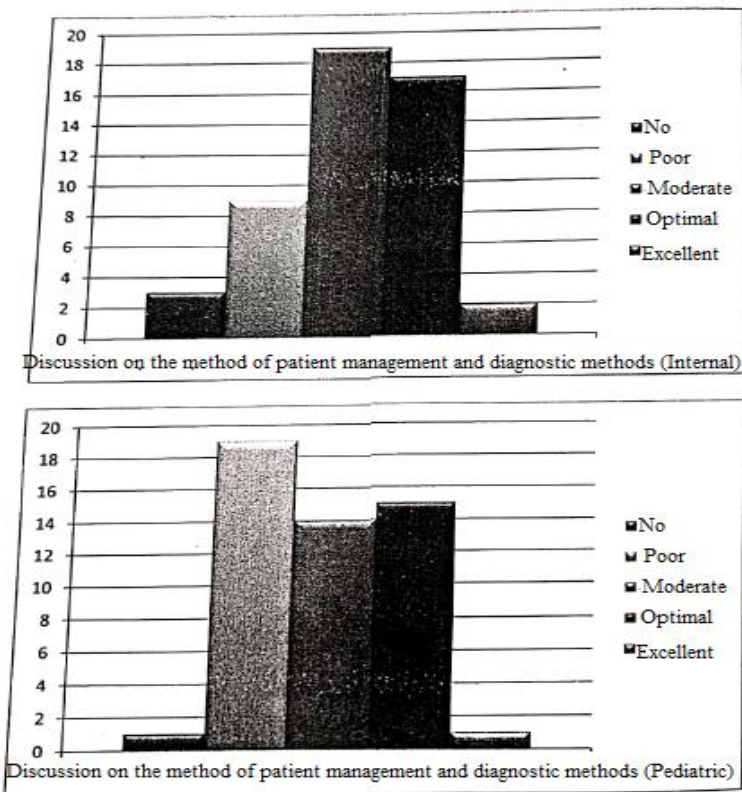 20
18
16
14
12
10
8
6
4
2
0
No
Poor
Moderate
Optimal
Excellent
Discussion on the method of patient management and diagnostic methods (Internal)
20
18
16
14
12
10
8
6
4
2
0
No
Poor
Moderate
Optimal
Excellent
Discussion on the method of patient management and diagnostic methods (Pediatric)